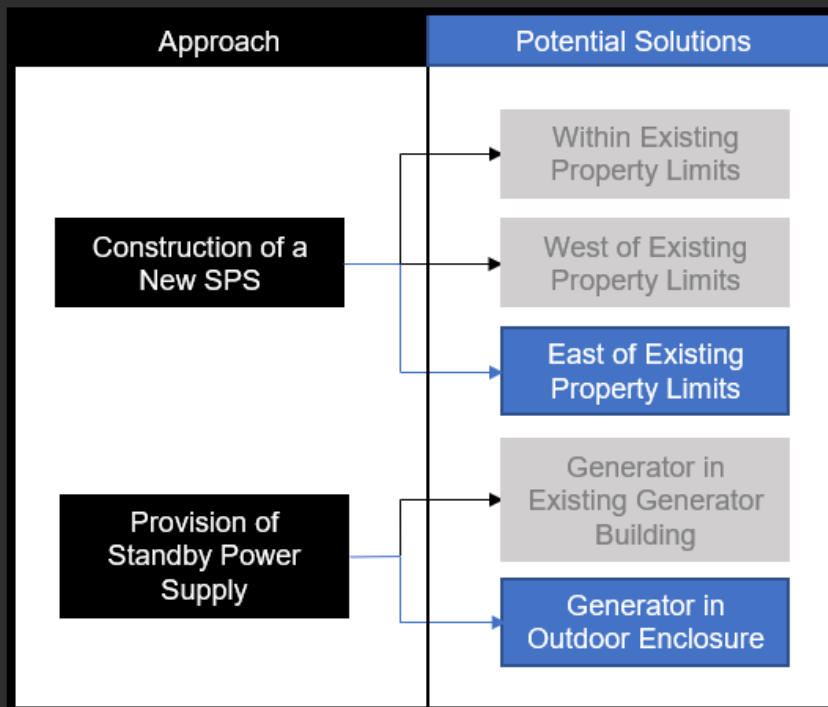 Approach
Potential Solutions
Construction of a
New SPS
Within Existing
Property Limits
West of Existing
Property Limits
East of Existing
Property Limits
Provision of
Standby Power
Supply
Generator in
Existing Generator
Building
Generator in
Outdoor Enclosure